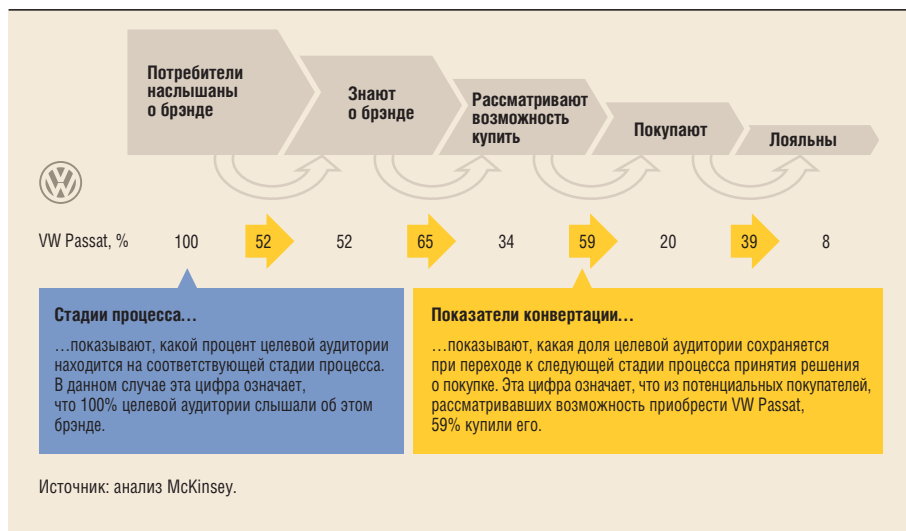 Потребители
наслышаны
о брэнде
Знают
о брэнде
Рассматривают
возможность
купить
Покупают
Лояльны
VW Passat, % 100 52 52 65 34 59 20 39 8
Стадии процесса...
...показывают, какой процент целевой аудитории
находится на соответствующей стадии процесса.
В данном случае эта цифра означает,
что 100% целевой аудитории слышали об этом
брэнде.
Показатели конвертации...
...показывают, какая доля целевой аудитории сохраняется
при переходе к следующей стадии процесса принятия решения
о покупке. Эта цифра означает, что из потенциальных покупателей,
рассматривавших возможность приобрести VW Passat,
59% купили его.
Источник: анализ McKinsey.